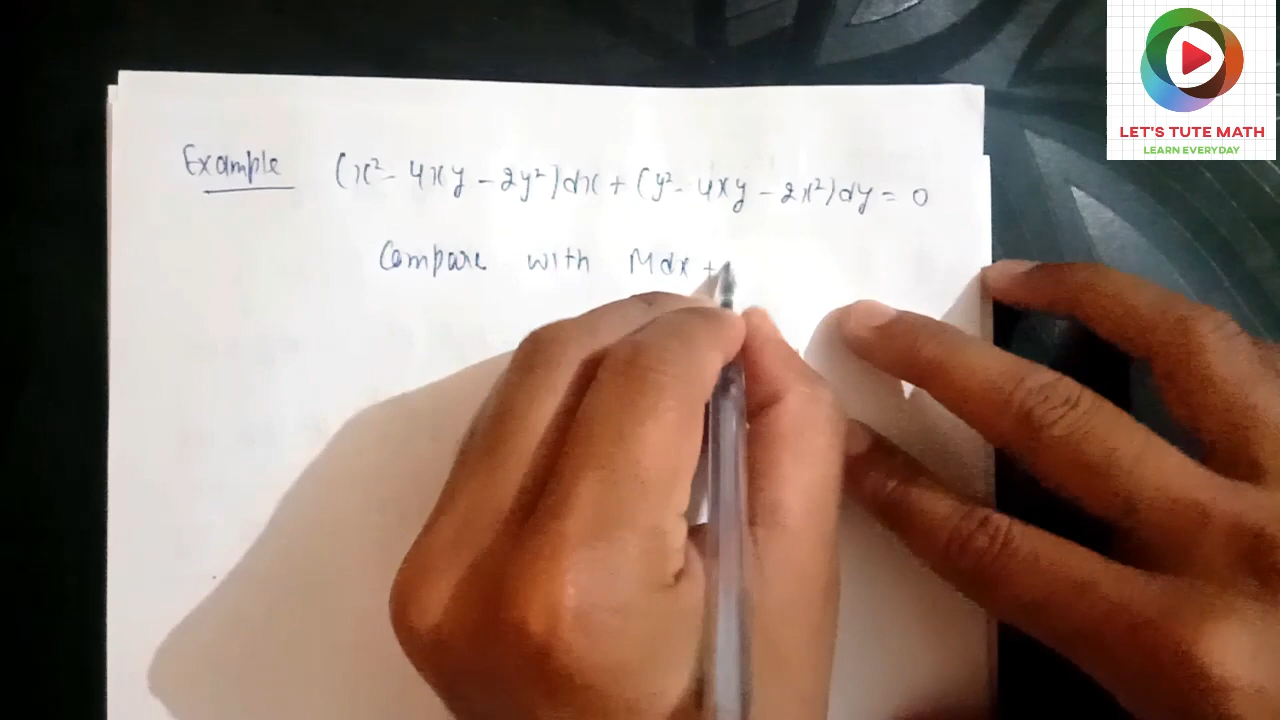 LET'S TUTE MATH
LEARN EVERYDAY
Example (x² - 4xy - 2y²)dx + (y² - 4xy - 2x²)dy = 0
Compare with Mdx +